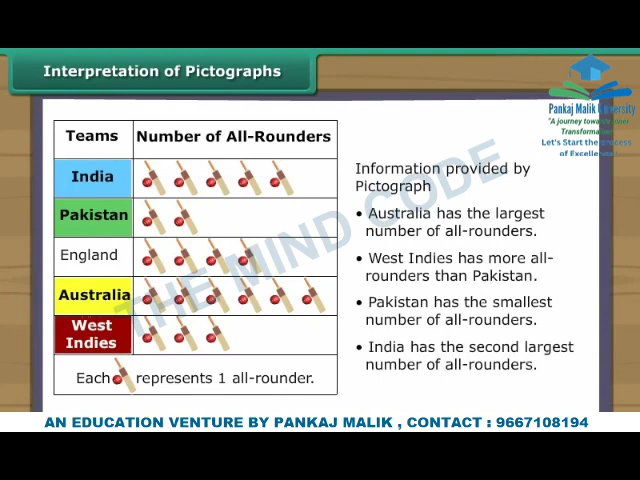 Interpretation of Pictographs
Pankaj Malik University
"A journey towards Inner
Transformation"
Let's Start the Process
of Excellence!
Teams
Number of All-Rounders
India
Pakistan
England
Australia
West
Indies
Each represents 1 all-rounder.
Information provided by
Pictograph
• Australia has the largest
number of all-rounders.
• West Indies has more all-
rounders than Pakistan.
• Pakistan has the smallest
number of all-rounders.
• India has the second largest
number of all-rounders.
THE MIND CODE
AN EDUCATION VENTURE BY PANKAJ MALIK , CONTACT : 9667108194